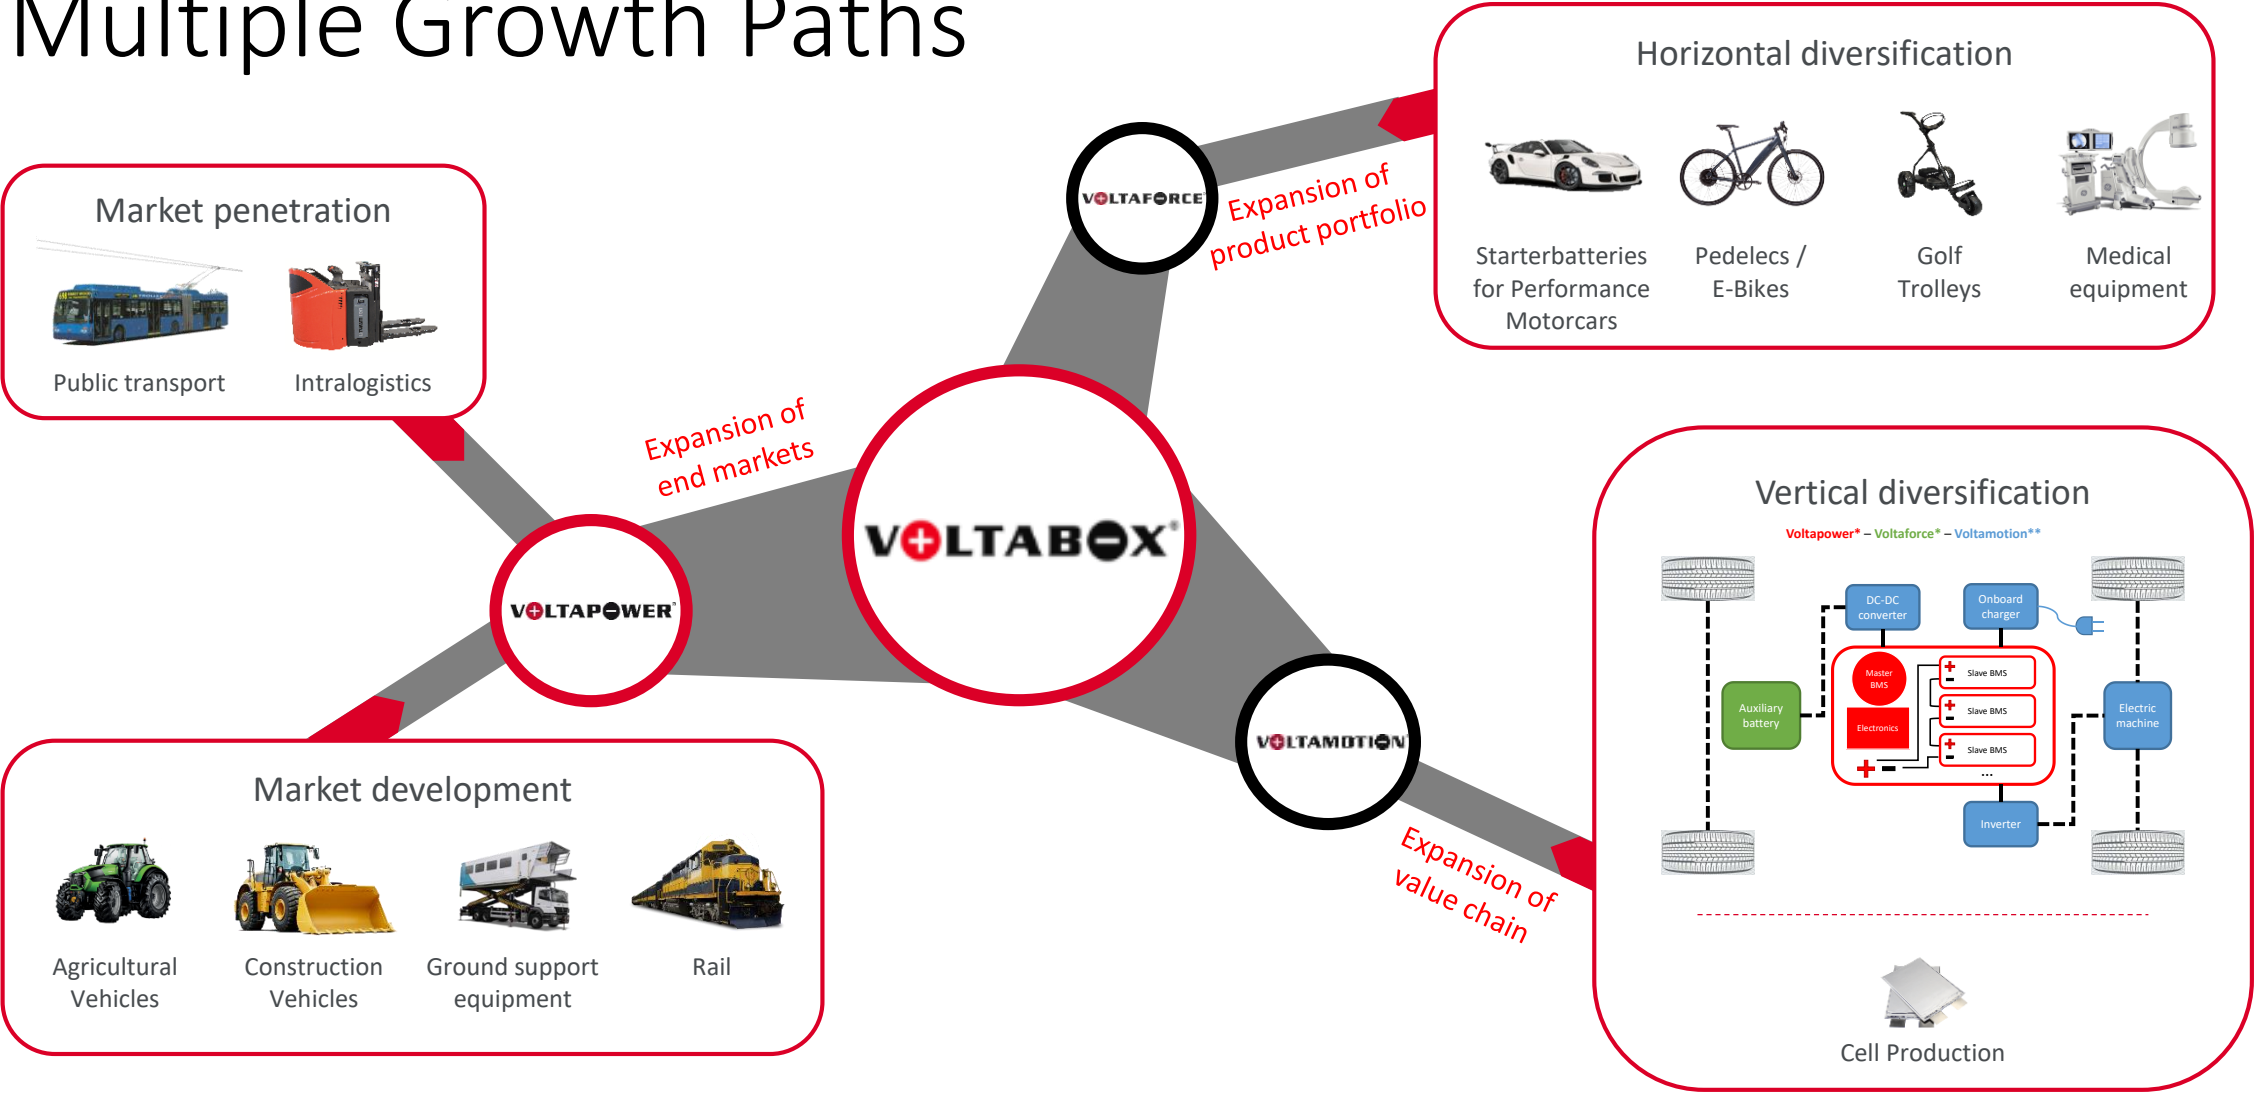 Multiple Growth Paths
Market penetration
Public transport
Intralogistics
Expansion of
end markets
VOLTAPOWER®
Market development
Agricultural
Vehicles
Construction
Vehicles
Ground support
equipment
Rail
VOLTABOX®
VOLTAFORCE
Expansion of
product portfolio
Horizontal diversification
Starterbatteries
for Performance
Motorcars
Pedelecs /
E-Bikes
Golf
Trolleys
Medical
equipment
VOLTAMOTION
Expansion of
value chain
Vertical diversification
Voltapower* – Voltaforce* – Voltamotion**
DC-DC
converter
Onboard
charger
Master
BMS
Electronics
+ -
+
-
Slave BMS
+
-
Slave BMS
+
-
Slave BMS
...
Auxiliary
battery
Electric
machine
Inverter
Cell Production